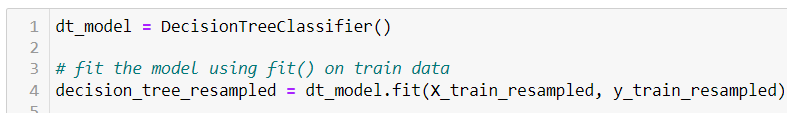 1 dt_model = DecisionTreeClassifier()
2
3 # fit the model using fit() on train data
4 decision_tree_resampled = dt_model.fit(X_train_resampled, y_train_resampled)
5